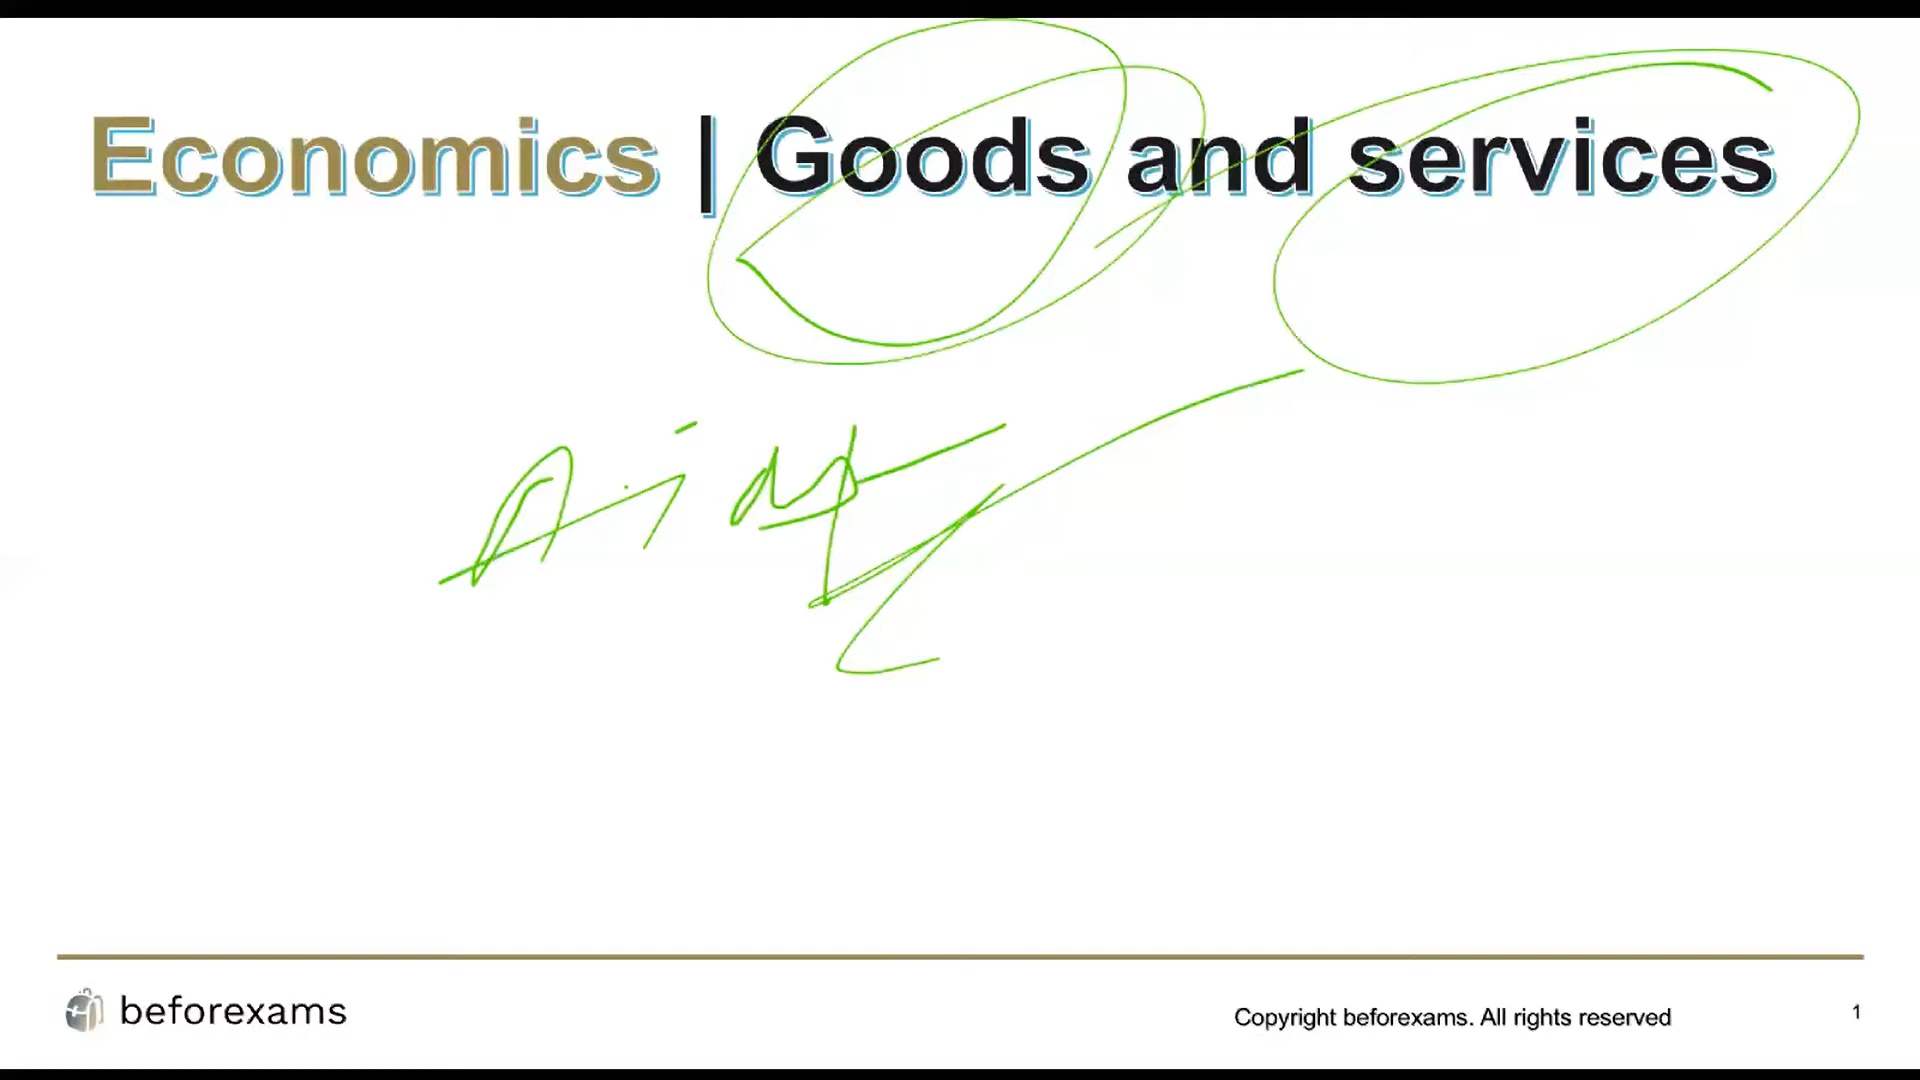 Economics | Goods and services
beforexams
Copyright beforexams. All rights reserved
1